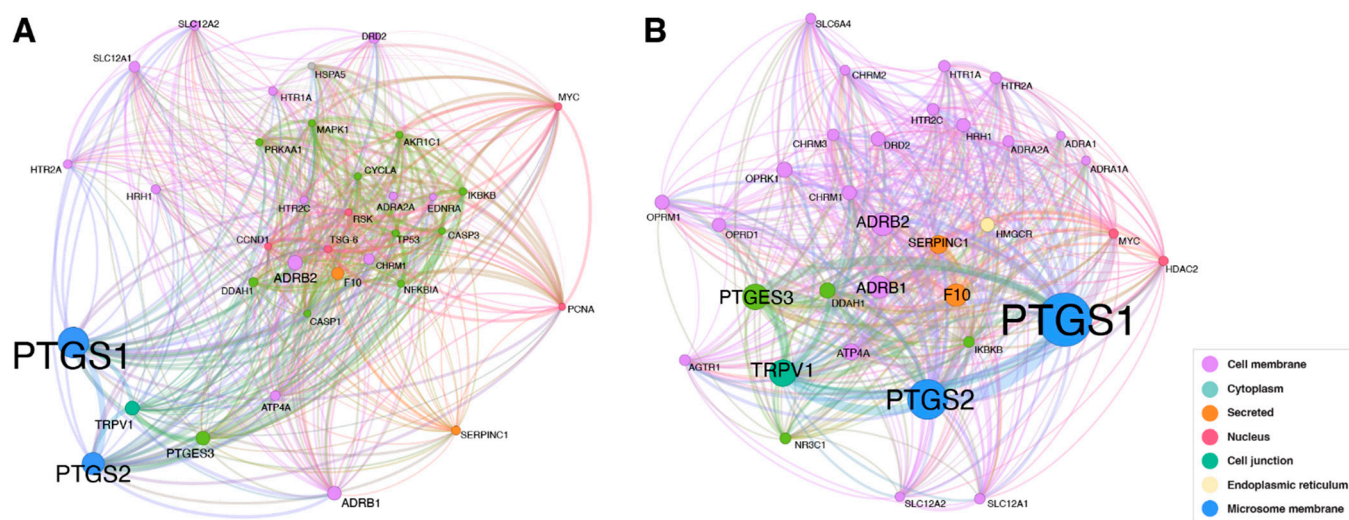 A
SLC12A2
DRD2
SLC12A1
HSPA5
HTR1A
MYC
MAPK1
AKR1C1
PRKAA1
CYCLA
HTR2A
HRH1
IKBKB
ADRA2A
HTR2C
EDNRA
RSK
CASP3
CCND1
TSG-6
TP53
CHRM1
ADRB2
F10
DDAH1
NFKBIA
PCNA
CASP1
PTGS1
ATP4A
TRPV1
SERPINC1
PTGES3
PTGS2
ADRB1
B
SLC6A4
CHRM2
HTR1A
HTR2A
HTR2C
HRH1
ADRA1
CHRM3
DRD2
ADRA2A
ADRA1A
OPRK1
CHRM1
OPRM1
ADRB2
OPRD1
HMGCR
MYC
SERPINC1
HDAC2
PTGES3
DDAH1
ADRB1
F10
PTGS1
ATP4A
IKBKB
AGTR1
TRPV1
PTGS2
NR3C1
SLC12A2
SLC12A1
Cell membrane
Cytoplasm
Secreted
Nucleus
Cell junction
Endoplasmic reticulum
Microsome membrane